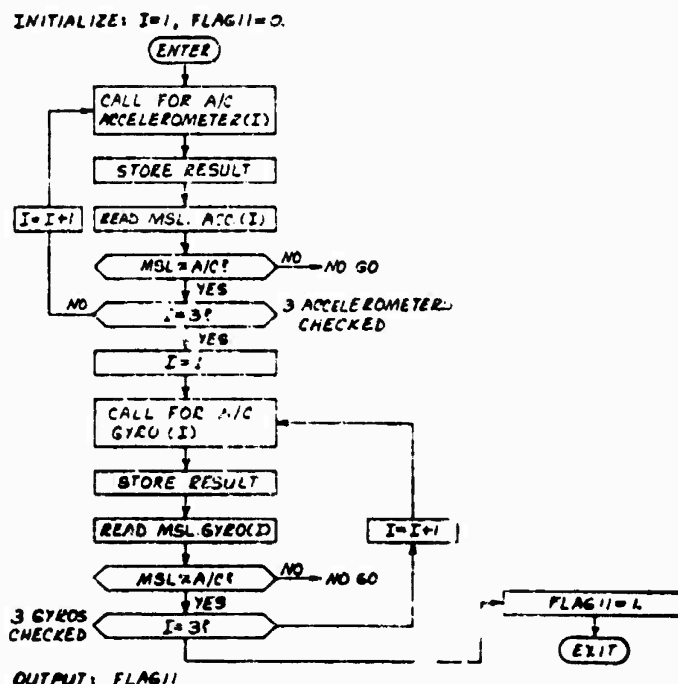 INITIALIZE: I=1, FLAG11=0.
ENTER
CALL FOR A/C
ACCELEROMETER(I)
STORE RESULT
I=I+1
READ MSL. ACC.(I)
MSL≈A/C?
NO
NO GO
YES
NO
I=3?
3 ACCELEROMETERS
CHECKED
YES
I=1
CALL FOR A/C
GYRO (I)
STORE RESULT
READ MSL.GYRO(I)
I=I+1
MSL≈A/C?
NO
NO GO
YES
3 GYROS
CHECKED
I=3?
FLAG11=1.
EXIT
OUTPUT: FLAG11